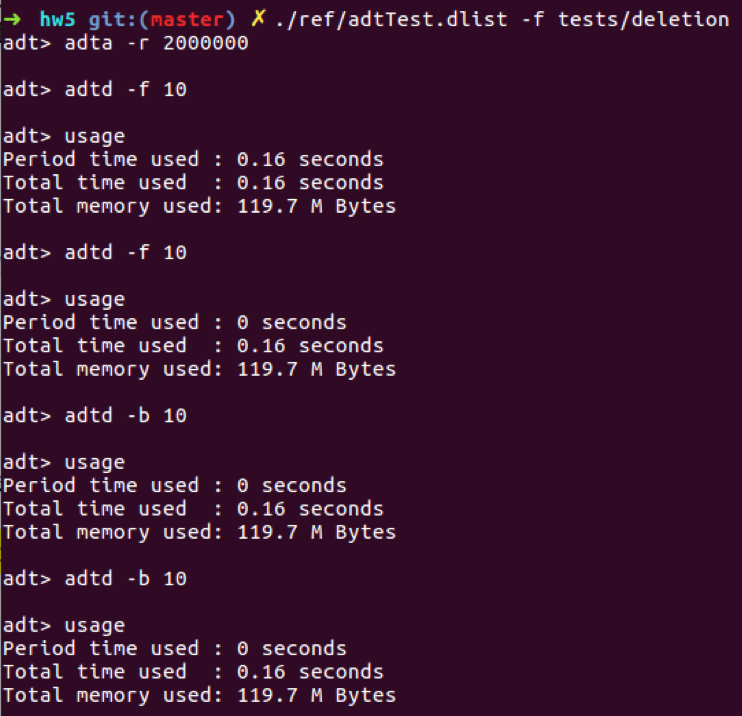 ➜ hw5 git:(master) ✗ ./ref/adtTest.dlist -f tests/deletion
adt> adta -r 2000000
adt> adtd -f 10
adt> usage
Period time used : 0.16 seconds
Total time used  : 0.16 seconds
Total memory used: 119.7 M Bytes
adt> adtd -f 10
adt> usage
Period time used : 0 seconds
Total time used  : 0.16 seconds
Total memory used: 119.7 M Bytes
adt> adtd -b 10
adt> usage
Period time used : 0 seconds
Total time used  : 0.16 seconds
Total memory used: 119.7 M Bytes
adt> adtd -b 10
adt> usage
Period time used : 0 seconds
Total time used  : 0.16 seconds
Total memory used: 119.7 M Bytes